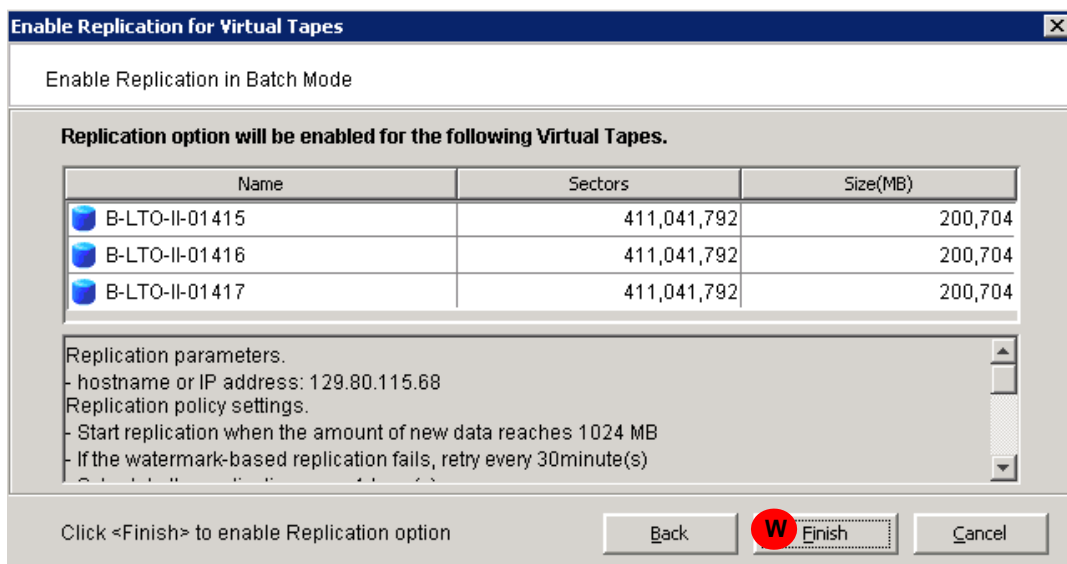 Enable Replication for Virtual Tapes
Enable Replication in Batch Mode
Replication option will be enabled for the following Virtual Tapes.
Name Sectors Size(MB)
B-LTO-II-01415 411,041,792 200,704
B-LTO-II-01416 411,041,792 200,704
B-LTO-II-01417 411,041,792 200,704
Replication parameters.
- hostname or IP address: 129.80.115.68
Replication policy settings.
- Start replication when the amount of new data reaches 1024 MB
- If the watermark-based replication fails, retry every 30minute(s)
Click <Finish> to enable Replication option Back W Finish Cancel